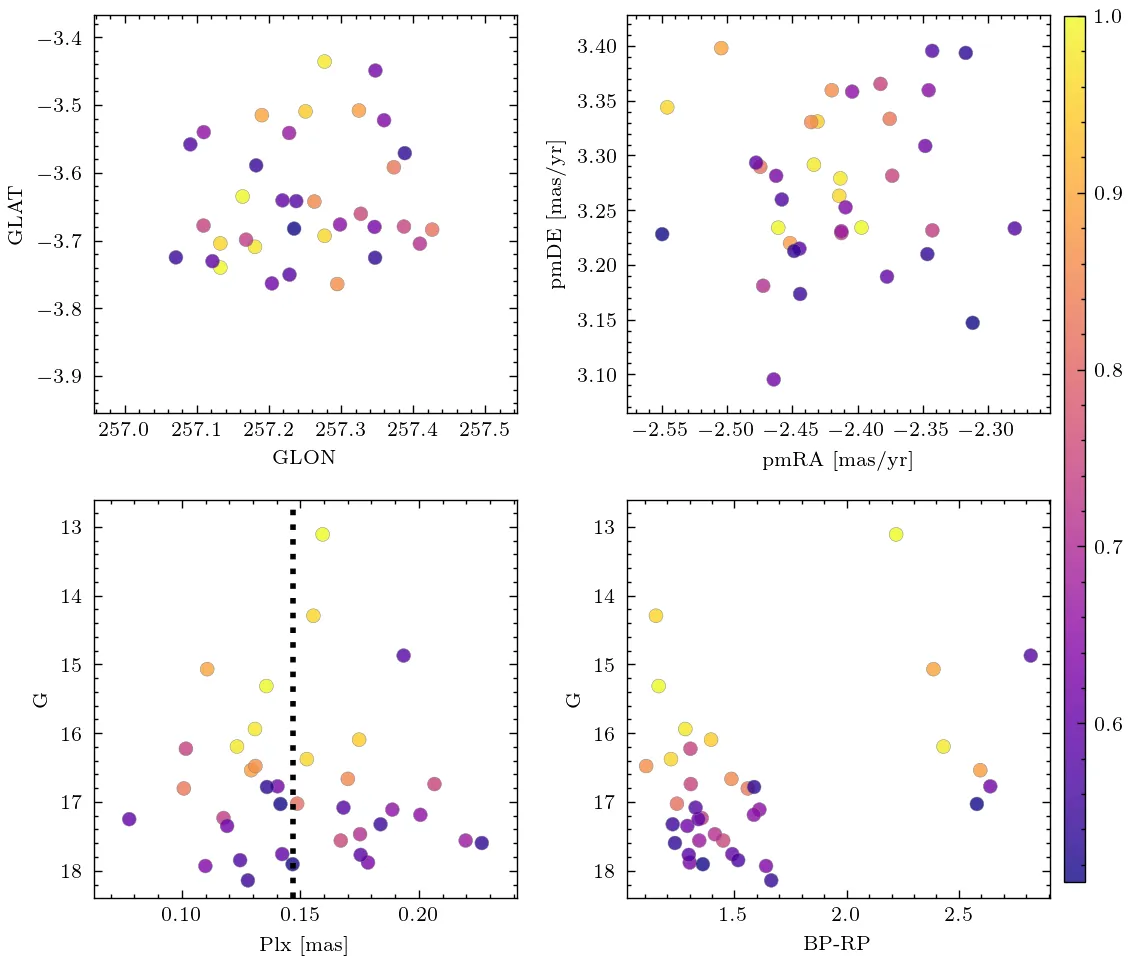 −3.4
−3.5
−3.6
−3.7
−3.8
−3.9
GLAT
257.0 257.1 257.2 257.3 257.4 257.5
GLON
3.40
3.35
3.30
3.25
3.20
3.15
3.10
pmDE [mas/yr]
−2.55 −2.50 −2.45 −2.40 −2.35 −2.30
pmRA [mas/yr]
1.0
0.9
0.8
0.7
0.6
13
14
15
16
17
18
G
0.10 0.15 0.20
Plx [mas]
13
14
15
16
17
18
G
1.5 2.0 2.5
BP-RP